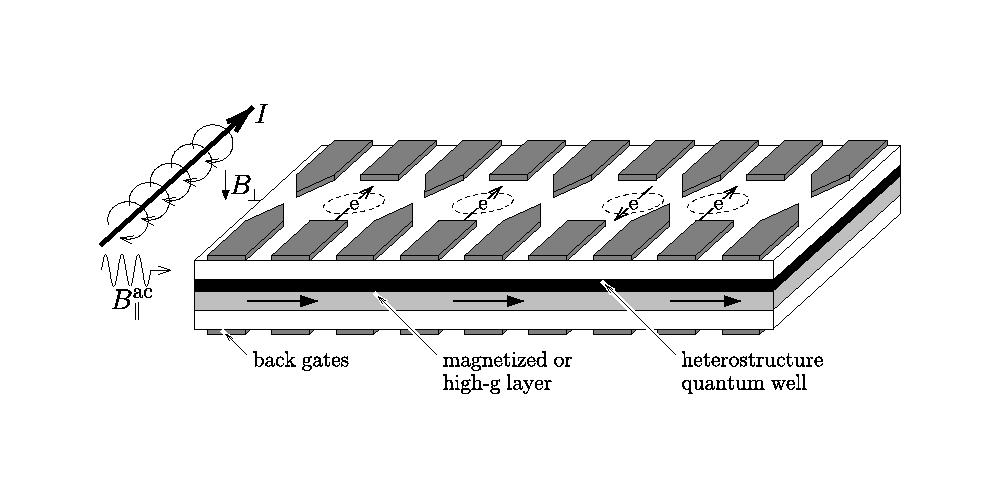 I
B⊥
e e e e
B∥ac
back gates
magnetized or
high-g layer
heterostructure
quantum well